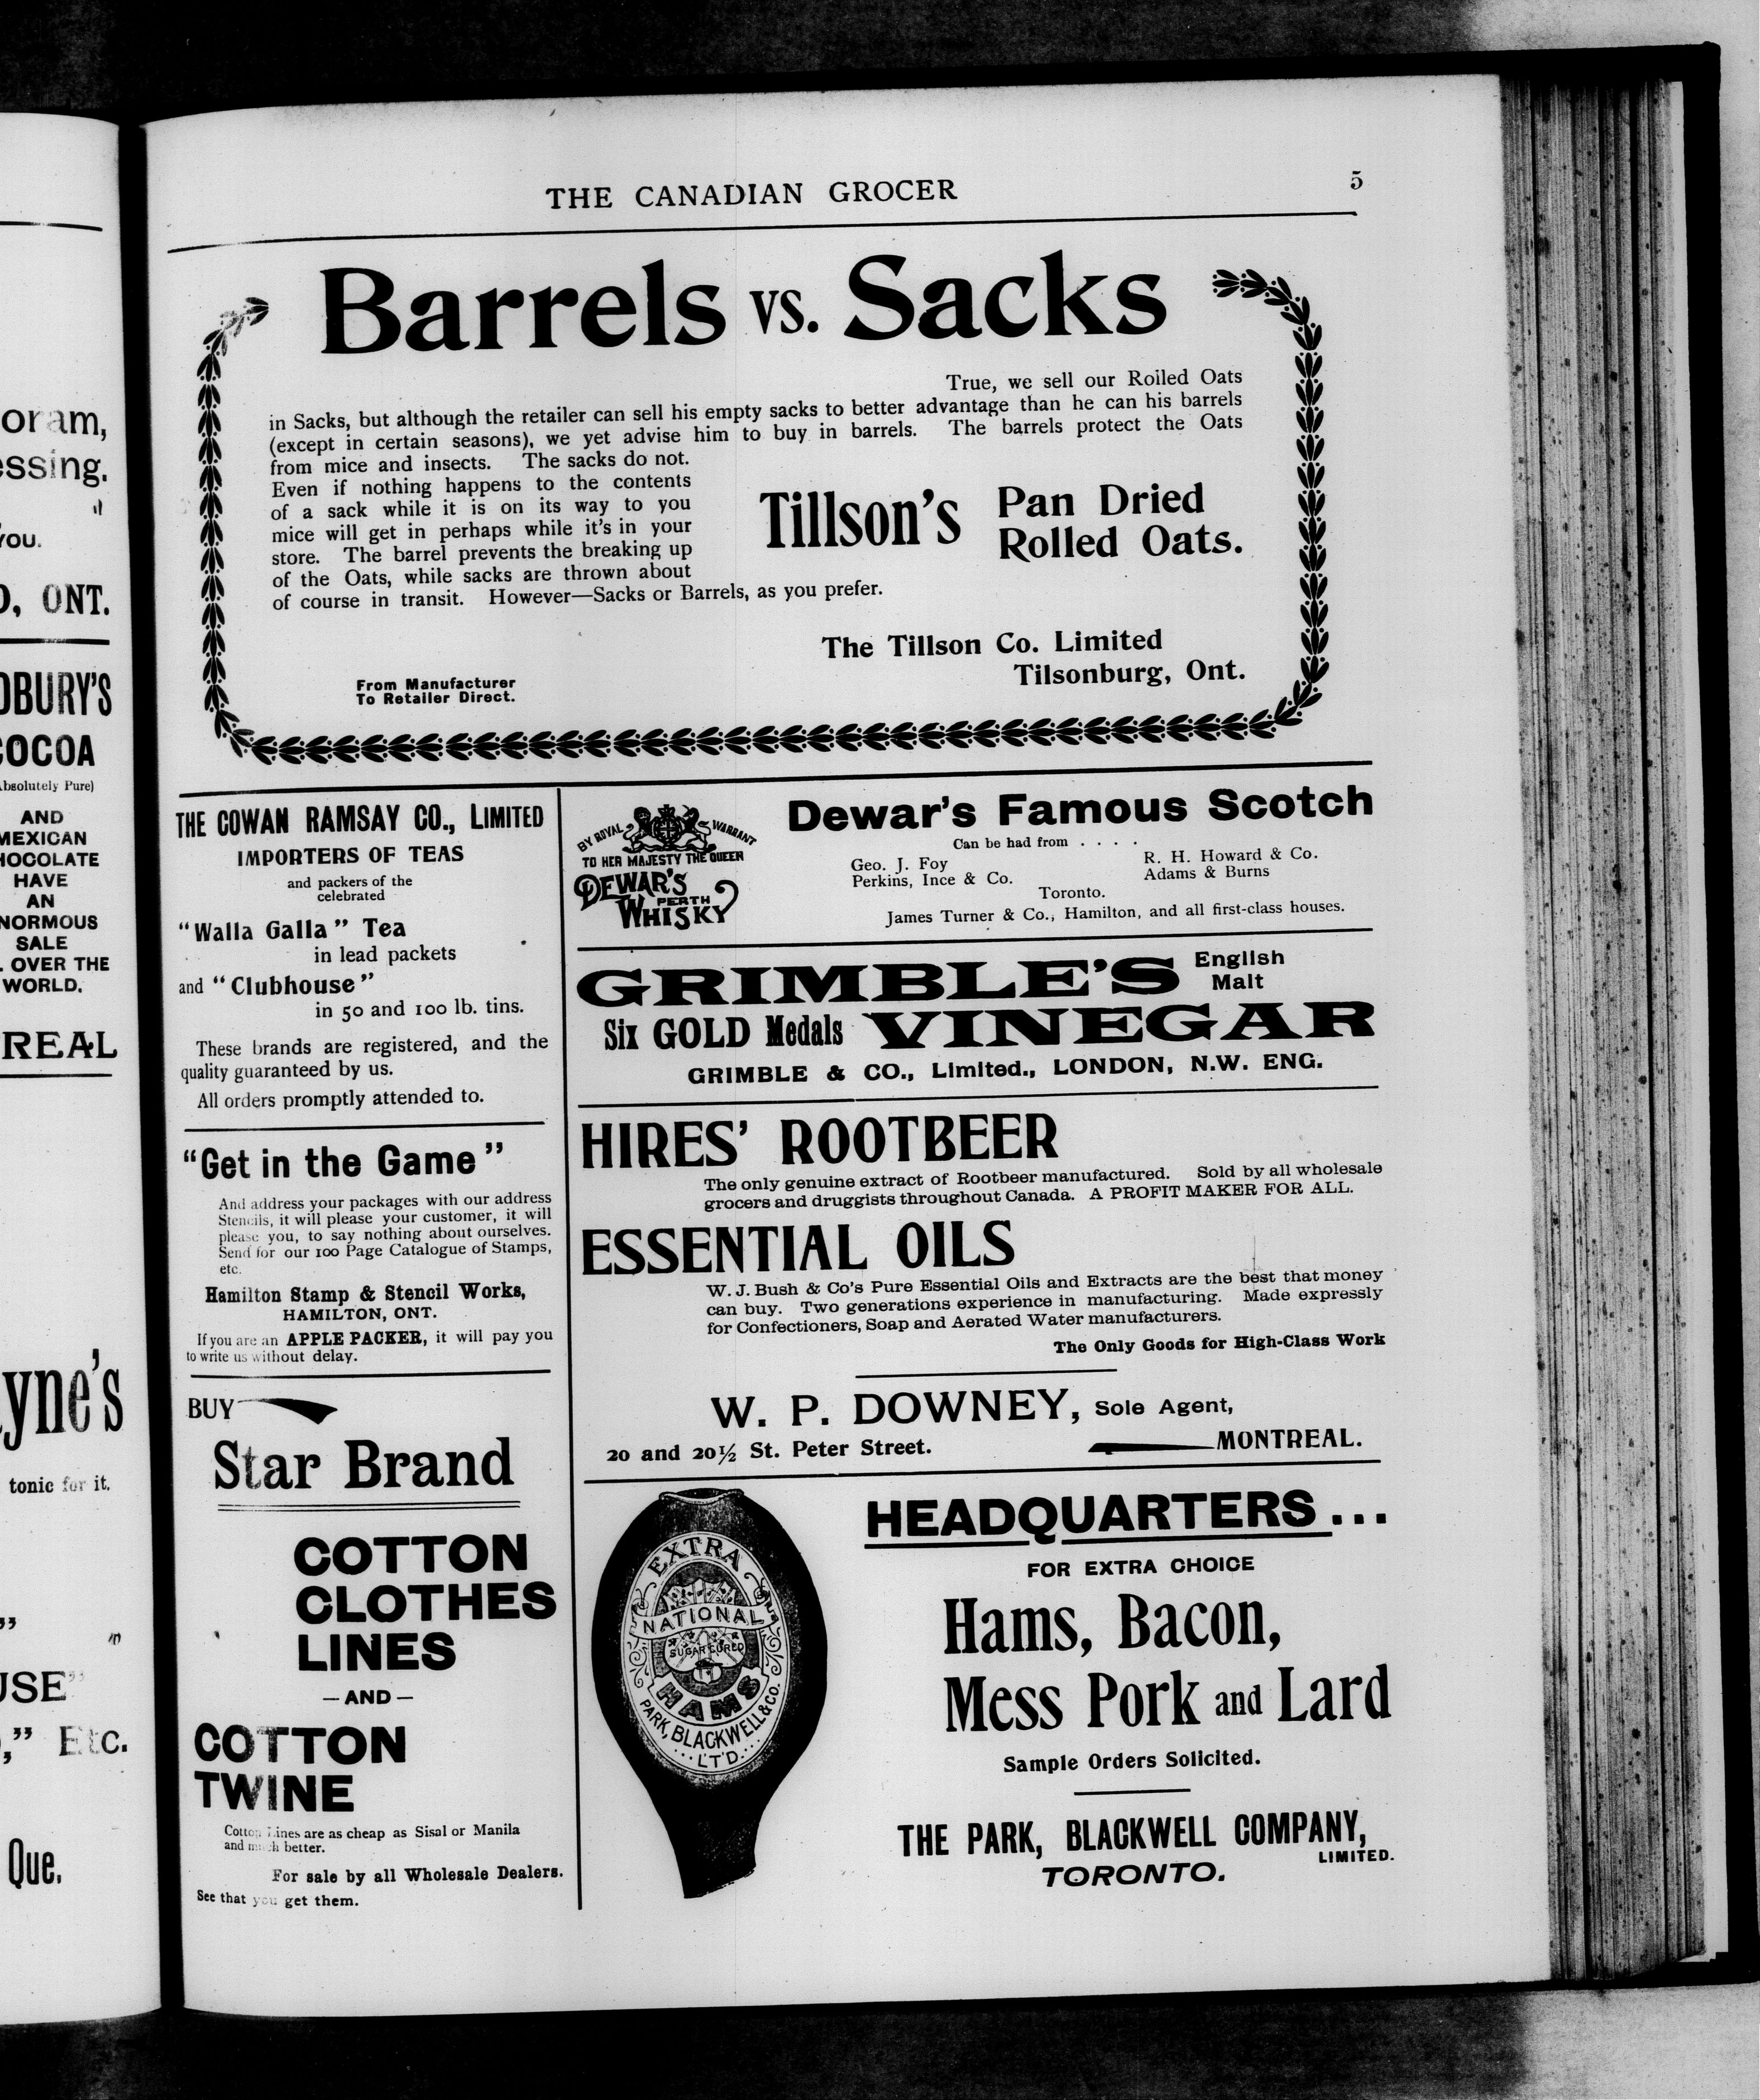 oram,
essing.
YOU.
O, ONT.
DBURY'S
COCOA
Absolutely Pure)
AND
MEXICAN
HOCOLATE
HAVE
AN
NORMOUS
SALE
OVER THE
WORLD.
REAL
yne's
tonic for it.
USE"
," Etc.
Que.
THE CANADIAN GROCER
5
Barrels vs. Sacks
True, we sell our Rolled Oats
in Sacks, but although the retailer can sell his empty sacks to better advantage than he can his barrels
(except in certain seasons), we yet advise him to buy in barrels. The barrels protect the Oats
from mice and insects. The sacks do not.
Even if nothing happens to the contents
of a sack while it is on its way to you
mice will get in perhaps while it's in your
store. The barrel prevents the breaking up
of the Oats, while sacks are thrown about
of course in transit. However—Sacks or Barrels, as you prefer.
Tillson's Pan Dried
Rolled Oats.
The Tillson Co. Limited
Tilsonburg, Ont.
From Manufacturer
To Retailer Direct.
THE COWAN RAMSAY CO., LIMITED
IMPORTERS OF TEAS
and packers of the
celebrated
"Walla Galla" Tea
in lead packets
and "Clubhouse"
in 50 and 100 lb. tins.
These brands are registered, and the
quality guaranteed by us.
All orders promptly attended to.
"Get in the Game"
And address your packages with our address
Stencils, it will please your customer, it will
please you, to say nothing about ourselves.
Send for our 100 Page Catalogue of Stamps,
etc.
Hamilton Stamp & Stencil Works,
HAMILTON, ONT.
If you are an APPLE PACKER, it will pay you
to write us without delay.
BUY
Star Brand
COTTON
CLOTHES
LINES
—AND—
COTTON
TWINE
Cotton Lines are as cheap as Sisal or Manila
and much better.
For sale by all Wholesale Dealers.
See that you get them.
BY ROYAL WARRANT
TO HER MAJESTY THE QUEEN
DEWAR'S
PERTH
WHISKY
Dewar's Famous Scotch
Can be had from . . . .
Geo. J. Foy
Perkins, Ince & Co.
R. H. Howard & Co.
Adams & Burns
Toronto.
James Turner & Co., Hamilton, and all first-class houses.
GRIMBLE'S English
Malt
Six GOLD Medals VINEGAR
GRIMBLE & CO., Limited., LONDON, N.W. ENG.
HIRES' ROOTBEER
The only genuine extract of Rootbeer manufactured. Sold by all wholesale
grocers and druggists throughout Canada. A PROFIT MAKER FOR ALL.
ESSENTIAL OILS
W. J. Bush & Co's Pure Essential Oils and Extracts are the best that money
can buy. Two generations experience in manufacturing. Made expressly
for Confectioners, Soap and Aerated Water manufacturers.
The Only Goods for High-Class Work
W. P. DOWNEY, Sole Agent,
20 and 20½ St. Peter Street. MONTREAL.
EXTRA
NATIONAL
SUGAR CURED
HAMS
PARK, BLACKWELL & CO.
...L'T'D...
HEADQUARTERS...
FOR EXTRA CHOICE
Hams, Bacon,
Mess Pork and Lard
Sample Orders Solicited.
THE PARK, BLACKWELL COMPANY,
LIMITED.
TORONTO.